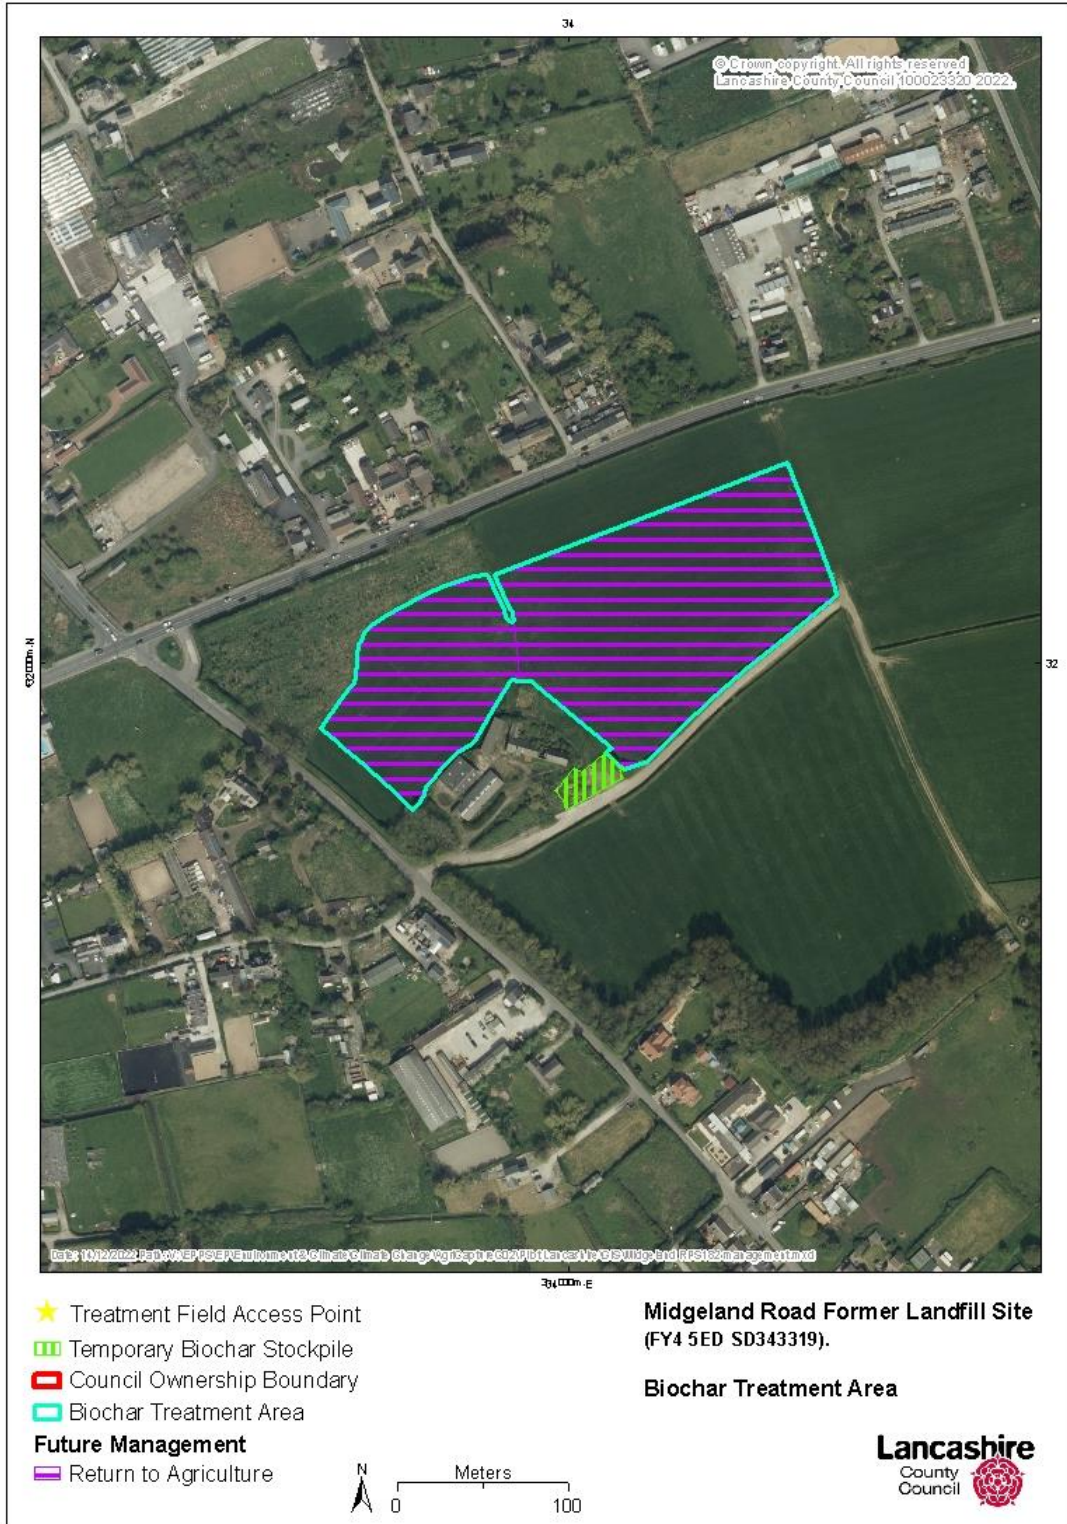 34
© Crown copyright. All rights reserved
Lancashire County Council 100023320 2022.
432000m.N
32
334000m.E
Treatment Field Access Point
Temporary Biochar Stockpile
Council Ownership Boundary
Biochar Treatment Area
Future Management
Return to Agriculture
N
Meters
0
100
Midgeland Road Former Landfill Site
(FY4 5ED SD343319).
Biochar Treatment Area
Lancashire
County
Council